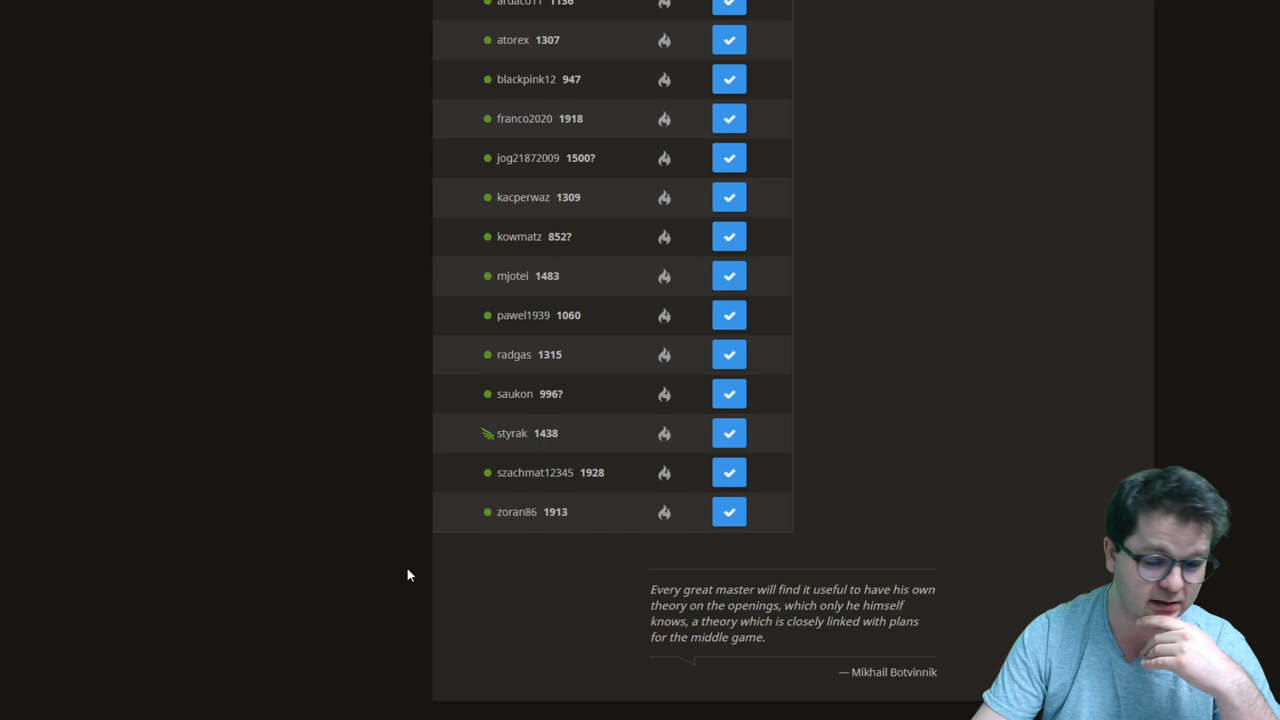 ardaco11 1136
atorex 1307
blackpink12 947
franco2020 1918
jog21872009 1500?
kacperwaz 1309
kowmatz 852?
mjotei 1483
pawel1939 1060
radgas 1315
saukon 996?
styrak 1438
szachmat12345 1928
zoran86 1913
Every great master will find it useful to have his own
theory on the openings, which only he himself
knows, a theory which is closely linked with plans
for the middle game.
— Mikhail Botvinnik